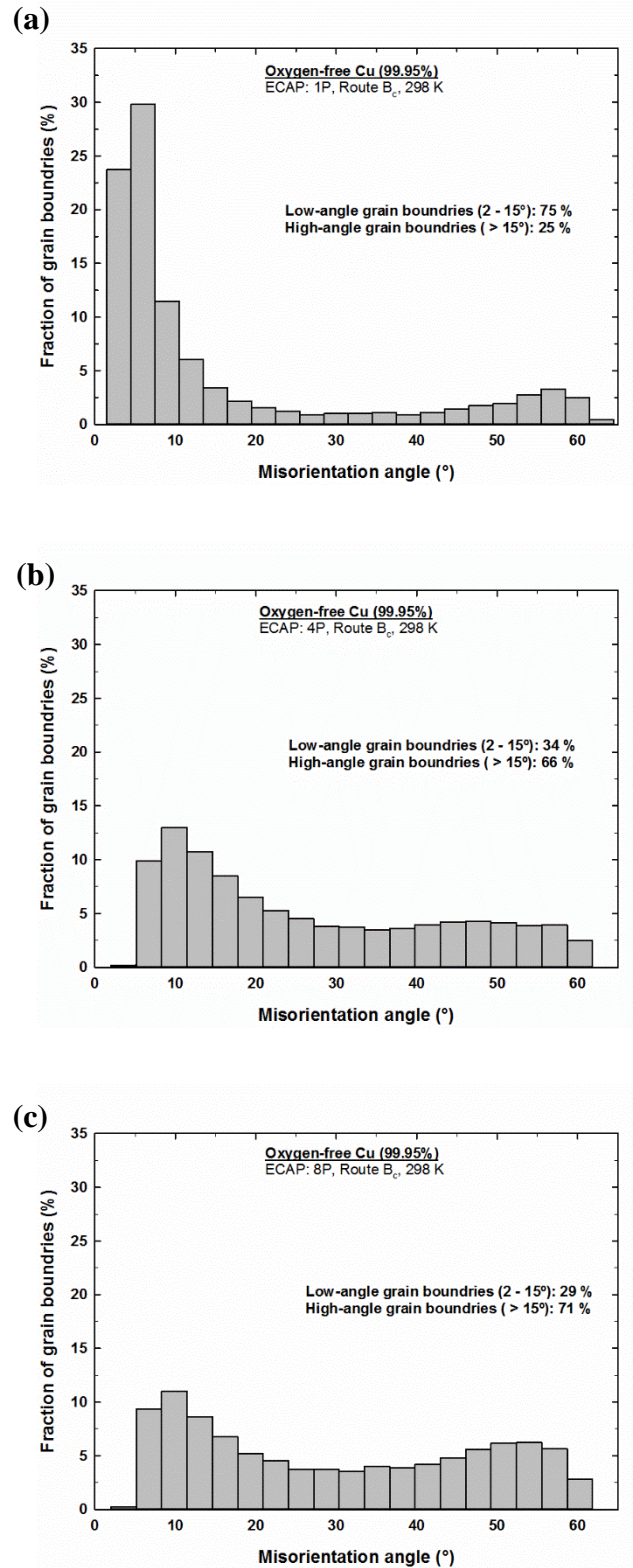 (a)
Oxygen-free Cu (99.95%)
ECAP: 1P, Route Bc, 298 K
Low-angle grain boundries (2 - 15º): 75 %
High-angle grain boundries ( > 15º): 25 %
Fraction of grain boundries (%)
35
30
25
20
15
10
5
0
0 10 20 30 40 50 60
Misorientation angle (°)
(b)
Oxygen-free Cu (99.95%)
ECAP: 4P, Route Bc, 298 K
Low-angle grain boundries (2 - 15º): 34 %
High-angle grain boundries ( > 15º): 66 %
Fraction of grain boundries (%)
35
30
25
20
15
10
5
0
0 10 20 30 40 50 60
Misorientation angle (°)
(c)
Oxygen-free Cu (99.95%)
ECAP: 8P, Route Bc, 298 K
Low-angle grain boundries (2 - 15º): 29 %
High-angle grain boundries ( > 15º): 71 %
Fraction of grain boundries (%)
35
30
25
20
15
10
5
0
0 10 20 30 40 50 60
Misorientation angle (°)